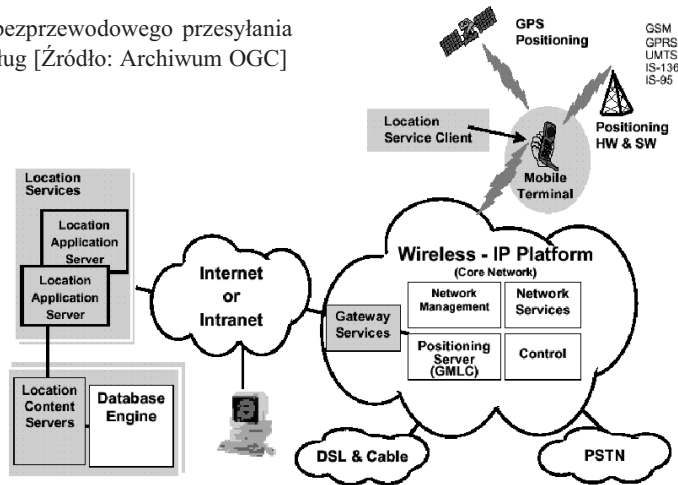 bezprzewodowego przesyłania
ług [Źródło: Archiwum OGC]
GPS
Positioning
GSM
GPRS
UMTS
IS-136
IS-95
Positioning
HW & SW
Location
Service Client
Mobile
Terminal
Location
Services
Location
Application
Server
Location
Application
Server
Internet
or
Intranet
Wireless - IP Platform
(Core Network)
Network
Management
Network
Services
Gateway
Services
Positioning
Server
(GMLC)
Control
Location
Content
Servers
Database
Engine
DSL & Cable
PSTN